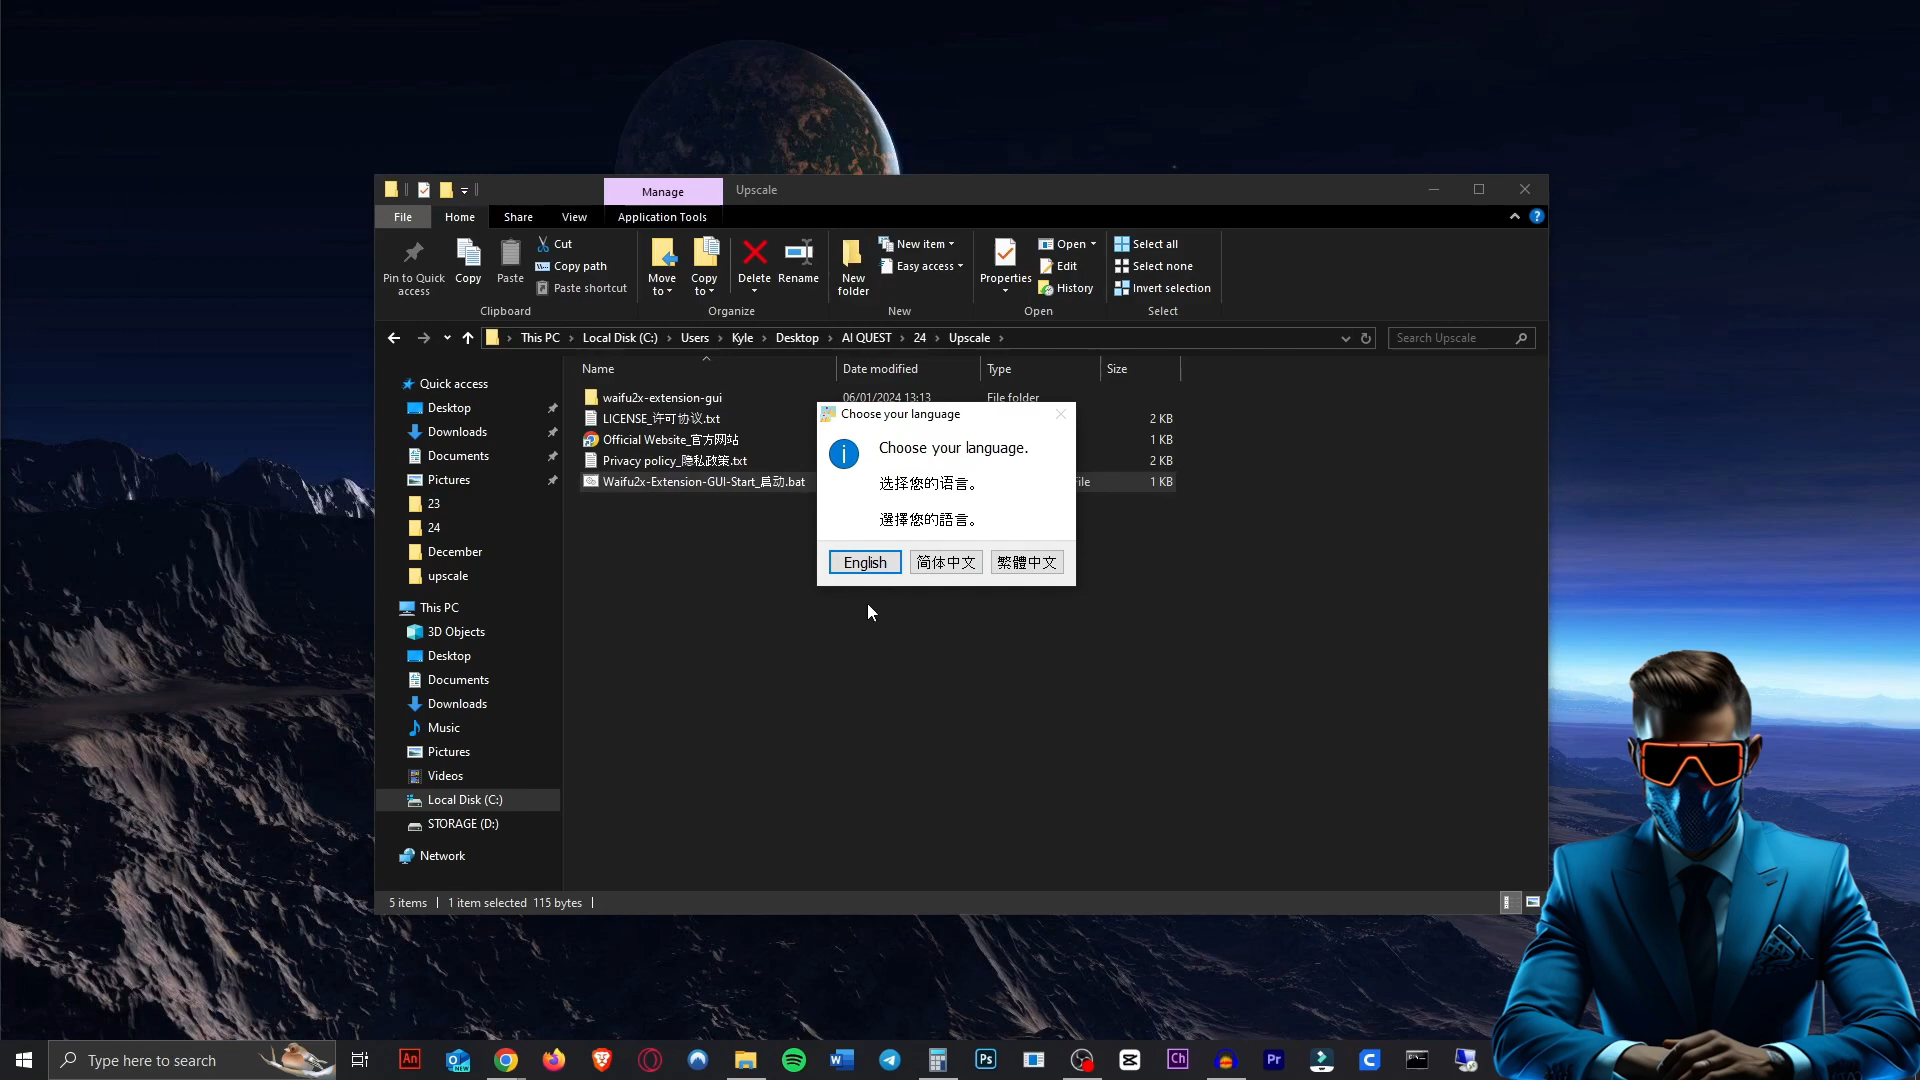 Manage
Upscale
File
Home
Share
View
Application Tools
Pin to Quick access
Copy
Paste
Cut
Copy path
Paste shortcut
Clipboard
Move to
Copy to
Delete
Rename
Organize
New folder
New item
Easy access
New
Properties
Open
Edit
History
Open
Select all
Select none
Invert selection
Select
This PC
Local Disk (C:)
Users
Kyle
Desktop
AI QUEST
24
Upscale
Search Upscale
Name
Date modified
Type
Size
waifu2x-extension-gui
06/01/2024 13:13
File folder
LICENSE_许可协议.txt
2 KB
Official Website_官方网站
1 KB
Privacy policy_隐私政策.txt
2 KB
Waifu2x-Extension-GUI-Start_启动.bat
File
1 KB
Quick access
Desktop
Downloads
Documents
Pictures
23
24
December
upscale
This PC
3D Objects
Desktop
Documents
Downloads
Music
Pictures
Videos
Local Disk (C:)
STORAGE (D:)
Network
Choose your language
Choose your language.
选择您的语言。
選擇您的語言。
English
简体中文
繁體中文
5 items
1 item selected 115 bytes
Type here to search
An
NEW
W
Ps
Ch
Pr